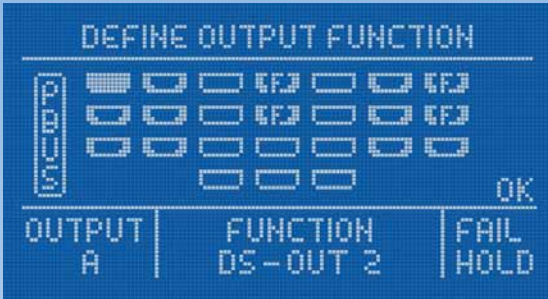 DEFINE OUTPUT FUNCTION
PBUS
F F
F
OK
OUTPUT FUNCTION FAIL
A DS-OUT 2 HOLD